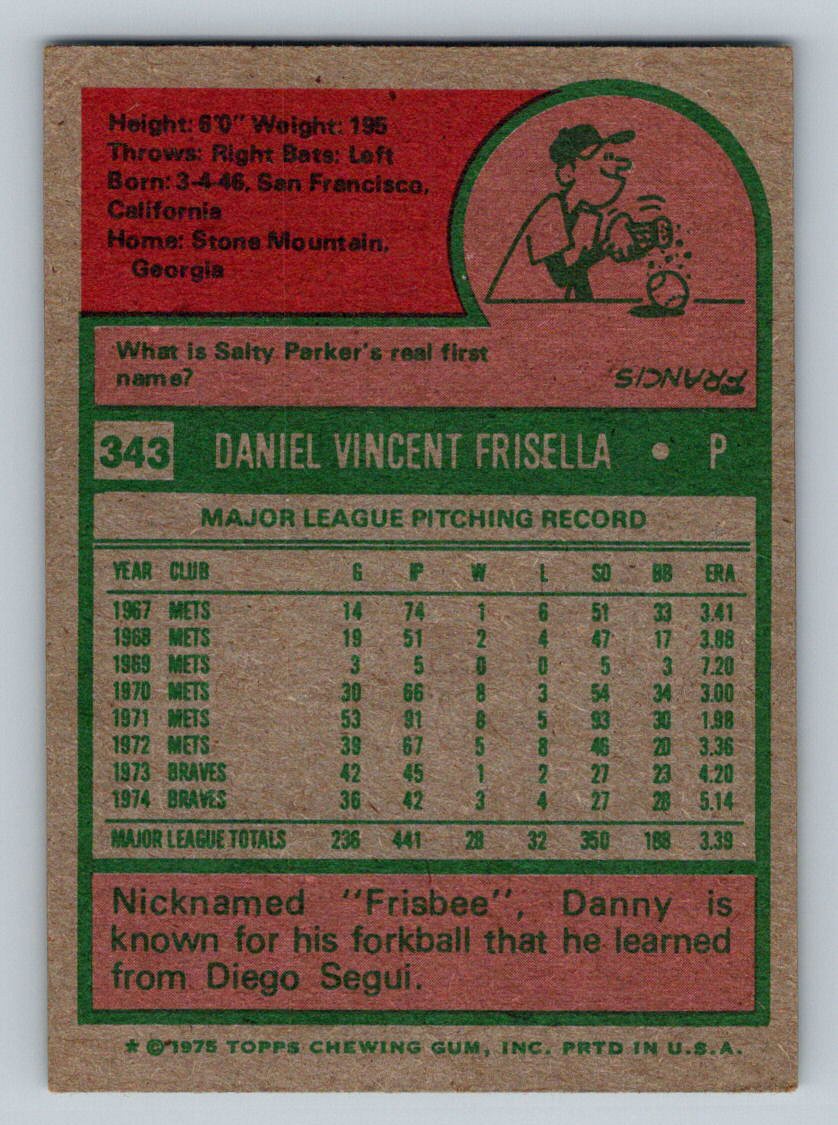 Height: 6'0" Weight: 195
Throws: Right Bats: Left
Born: 3-4-46, San Francisco,
California
Home: Stone Mountain,
Georgia
What is Salty Parker's real first
name?
FRANCIS.
343 DANIEL VINCENT FRISELLA • P
MAJOR LEAGUE PITCHING RECORD
YEAR CLUB G IP W L SO BB ERA
1967 METS 14 74 1 6 51 33 3.41
1968 METS 19 51 2 4 47 17 3.88
1969 METS 3 5 0 0 5 3 7.20
1970 METS 30 66 8 3 54 34 3.00
1971 METS 53 91 8 5 93 30 1.98
1972 METS 39 67 5 8 46 20 3.36
1973 BRAVES 42 45 1 2 27 23 4.20
1974 BRAVES 36 42 3 4 27 28 5.14
MAJOR LEAGUE TOTALS 236 441 28 32 350 188 3.39
Nicknamed "Frisbee", Danny is
known for his forkball that he learned
from Diego Segui.
* © 1975 TOPPS CHEWING GUM, INC. PRTD IN U.S.A.